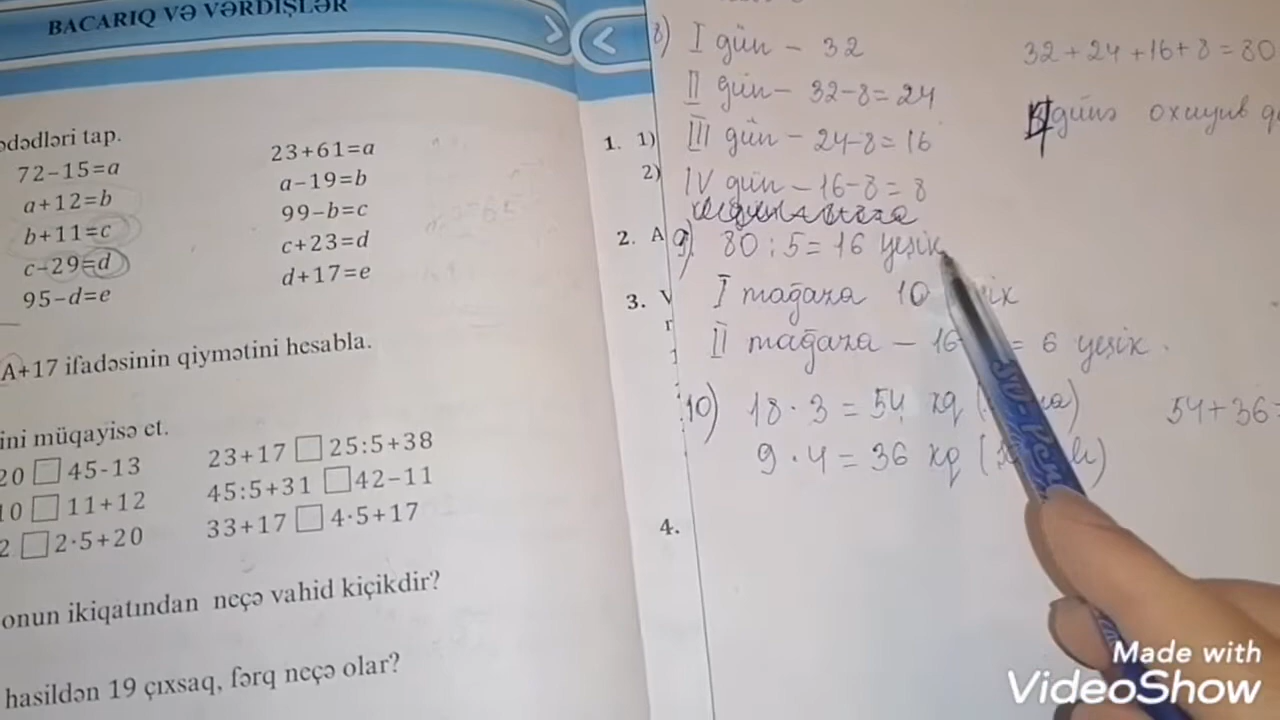 BACARIQ VƏ VƏRDİŞLƏR
ədədləri tap.
72-15=a
a+12=b
b+11=c
c-29=d
95-d=e
23+61=a
a-19=b
99-b=c
c+23=d
d+17=e
A+17 ifadəsinin qiymətini hesabla.
ini müqayisə et.
20 □ 45-13
10 □ 11+12
2 □ 2·5+20
23+17 □ 25:5+38
45:5+31 □ 42-11
33+17 □ 4·5+17
onun ikiqatından neçə vahid kiçikdir?
hasildən 19 çıxsaq, fərq neçə olar?
1. 1)
2)
2. A
3. V
4.
8) I gün - 32
II gün - 32-8=24
III gün - 24-8=16
IV gün - 16-8=8
32+24+16+8=80
günə oxuyub
9) 80:5=16 yeşik
I mağaza 10
II mağaza - 16 = 6 yeşik.
10) 18·3=54 kq
9·4=36 kq
54+36=
Made with
VideoShow